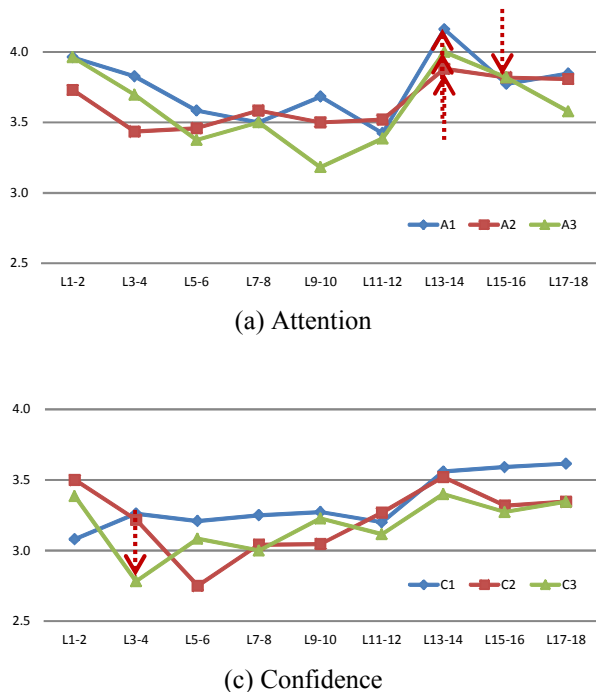 4.0
3.5
3.0
2.5
A1 A2 A3
L1-2 L3-4 L5-6 L7-8 L9-10 L11-12 L13-14 L15-16 L17-18
(a) Attention
4.0
3.5
3.0
2.5
C1 C2 C3
L1-2 L3-4 L5-6 L7-8 L9-10 L11-12 L13-14 L15-16 L17-18
(c) Confidence